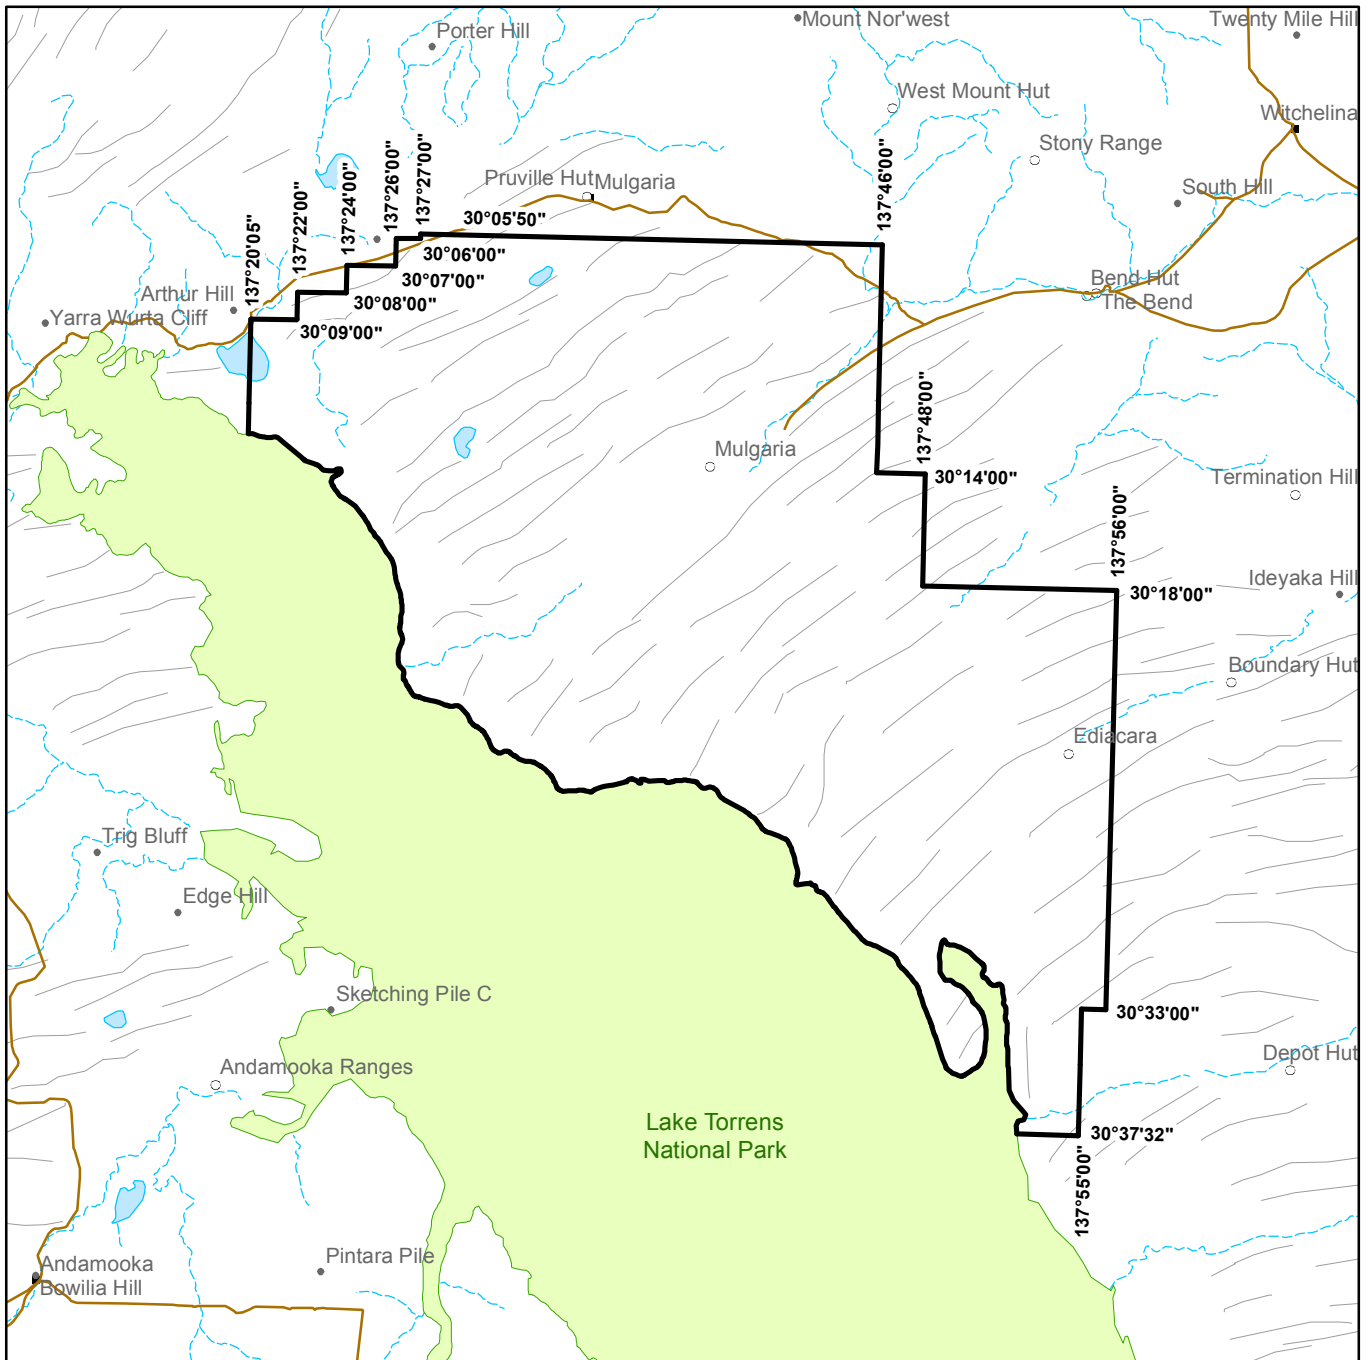 Mount Nor'west
Twenty Mile Hill
Porter Hill
West Mount Hut
Witchelina
Stony Range
Pruville Hut
Mulgaria
South Hill
137°20'05"
137°22'00"
137°24'00"
137°26'00"
137°27'00"
137°46'00"
30°05'50"
30°06'00"
30°07'00"
30°08'00"
30°09'00"
Arthur Hill
Yarra Wurta Cliff
Bend Hut
The Bend
137°48'00"
Mulgaria
30°14'00"
Termination Hill
137°56'00"
Ideyaka Hill
30°18'00"
Boundary Hut
Ediacara
Trig Bluff
Edge Hill
Sketching Pile C
30°33'00"
Depot Hut
Andamooka Ranges
Lake Torrens
National Park
30°37'32"
137°55'00"
Pintara Pile
Andamooka
Bowilia Hill